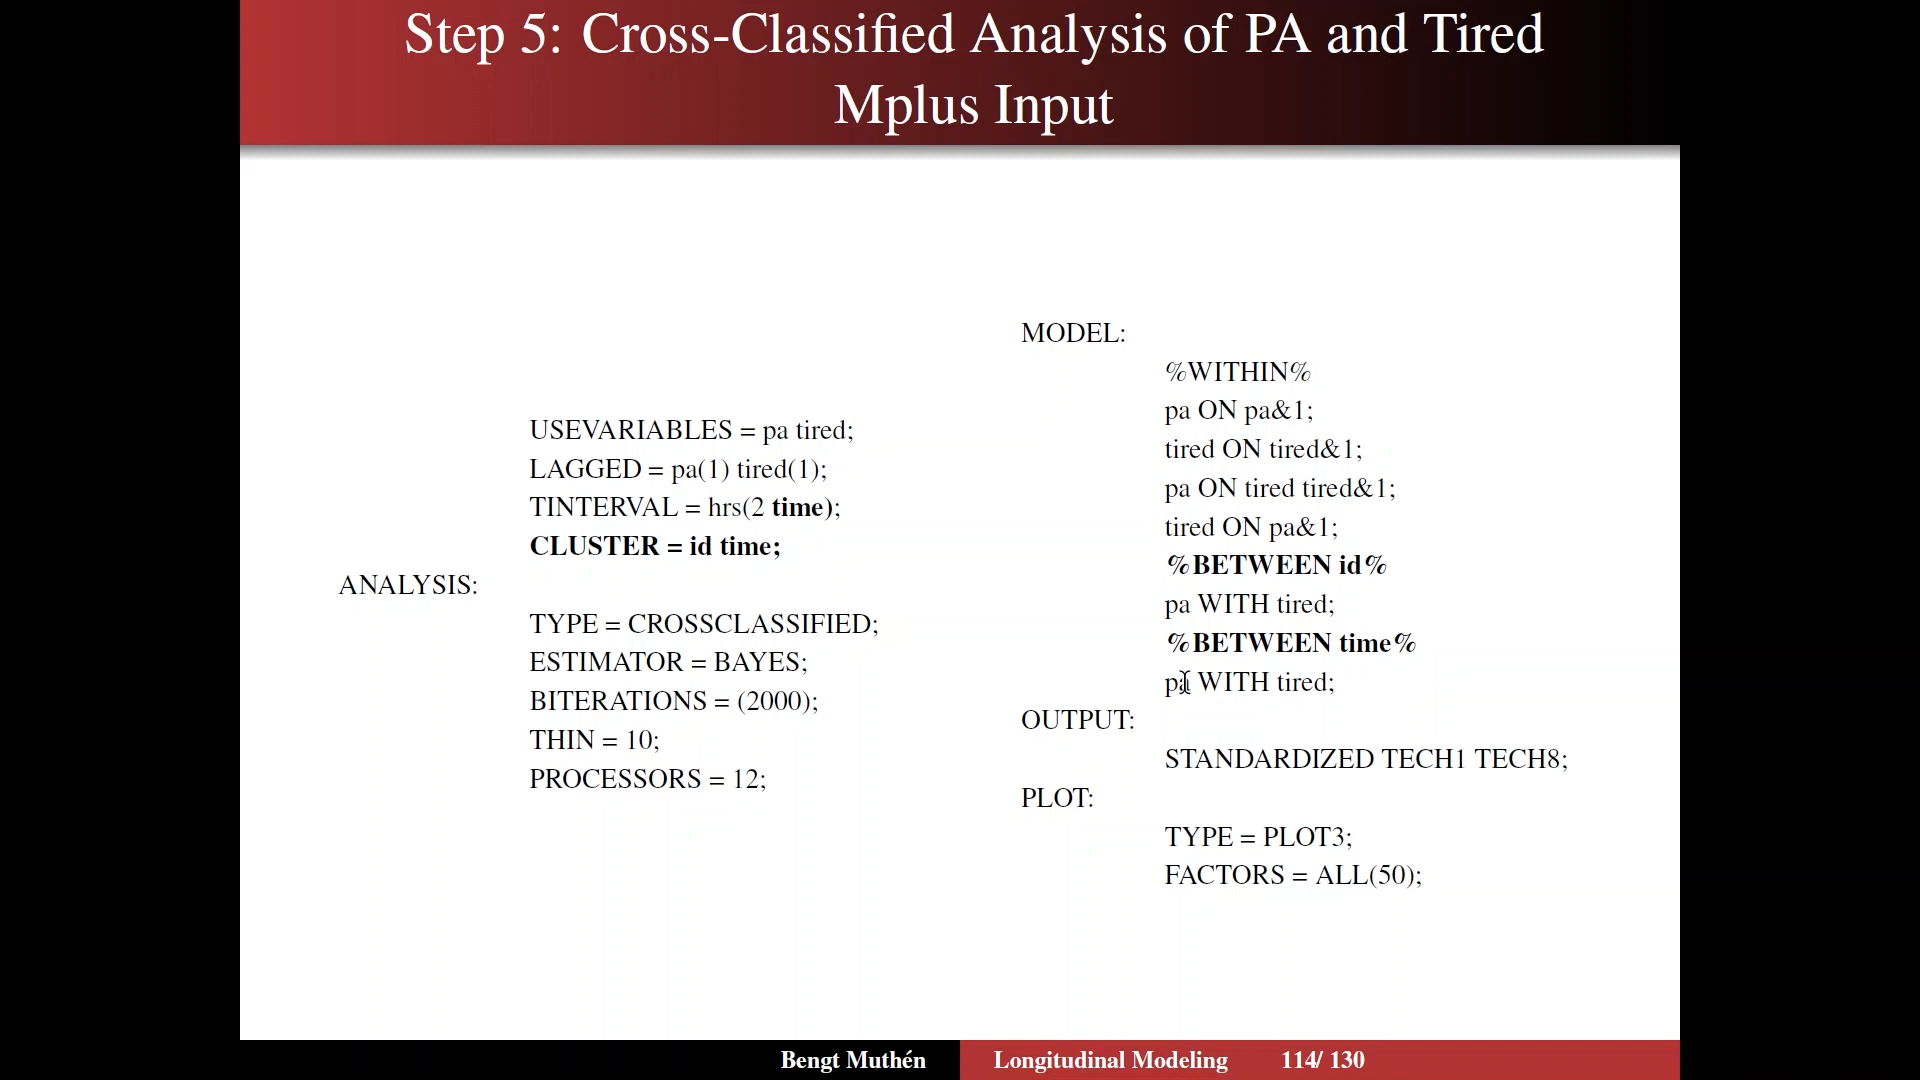 Step 5: Cross-Classified Analysis of PA and Tired
Mplus Input
USEVARIABLES = pa tired;
LAGGED = pa(1) tired(1);
TINTERVAL = hrs(2 time);
CLUSTER = id time;
ANALYSIS:
TYPE = CROSSCLASSIFIED;
ESTIMATOR = BAYES;
BITERATIONS = (2000);
THIN = 10;
PROCESSORS = 12;
MODEL:
%WITHIN%
pa ON pa&1;
tired ON tired&1;
pa ON tired tired&1;
tired ON pa&1;
%BETWEEN id%
pa WITH tired;
%BETWEEN time%
pa WITH tired;
OUTPUT:
STANDARDIZED TECH1 TECH8;
PLOT:
TYPE = PLOT3;
FACTORS = ALL(50);
Bengt Muthén Longitudinal Modeling 114/ 130